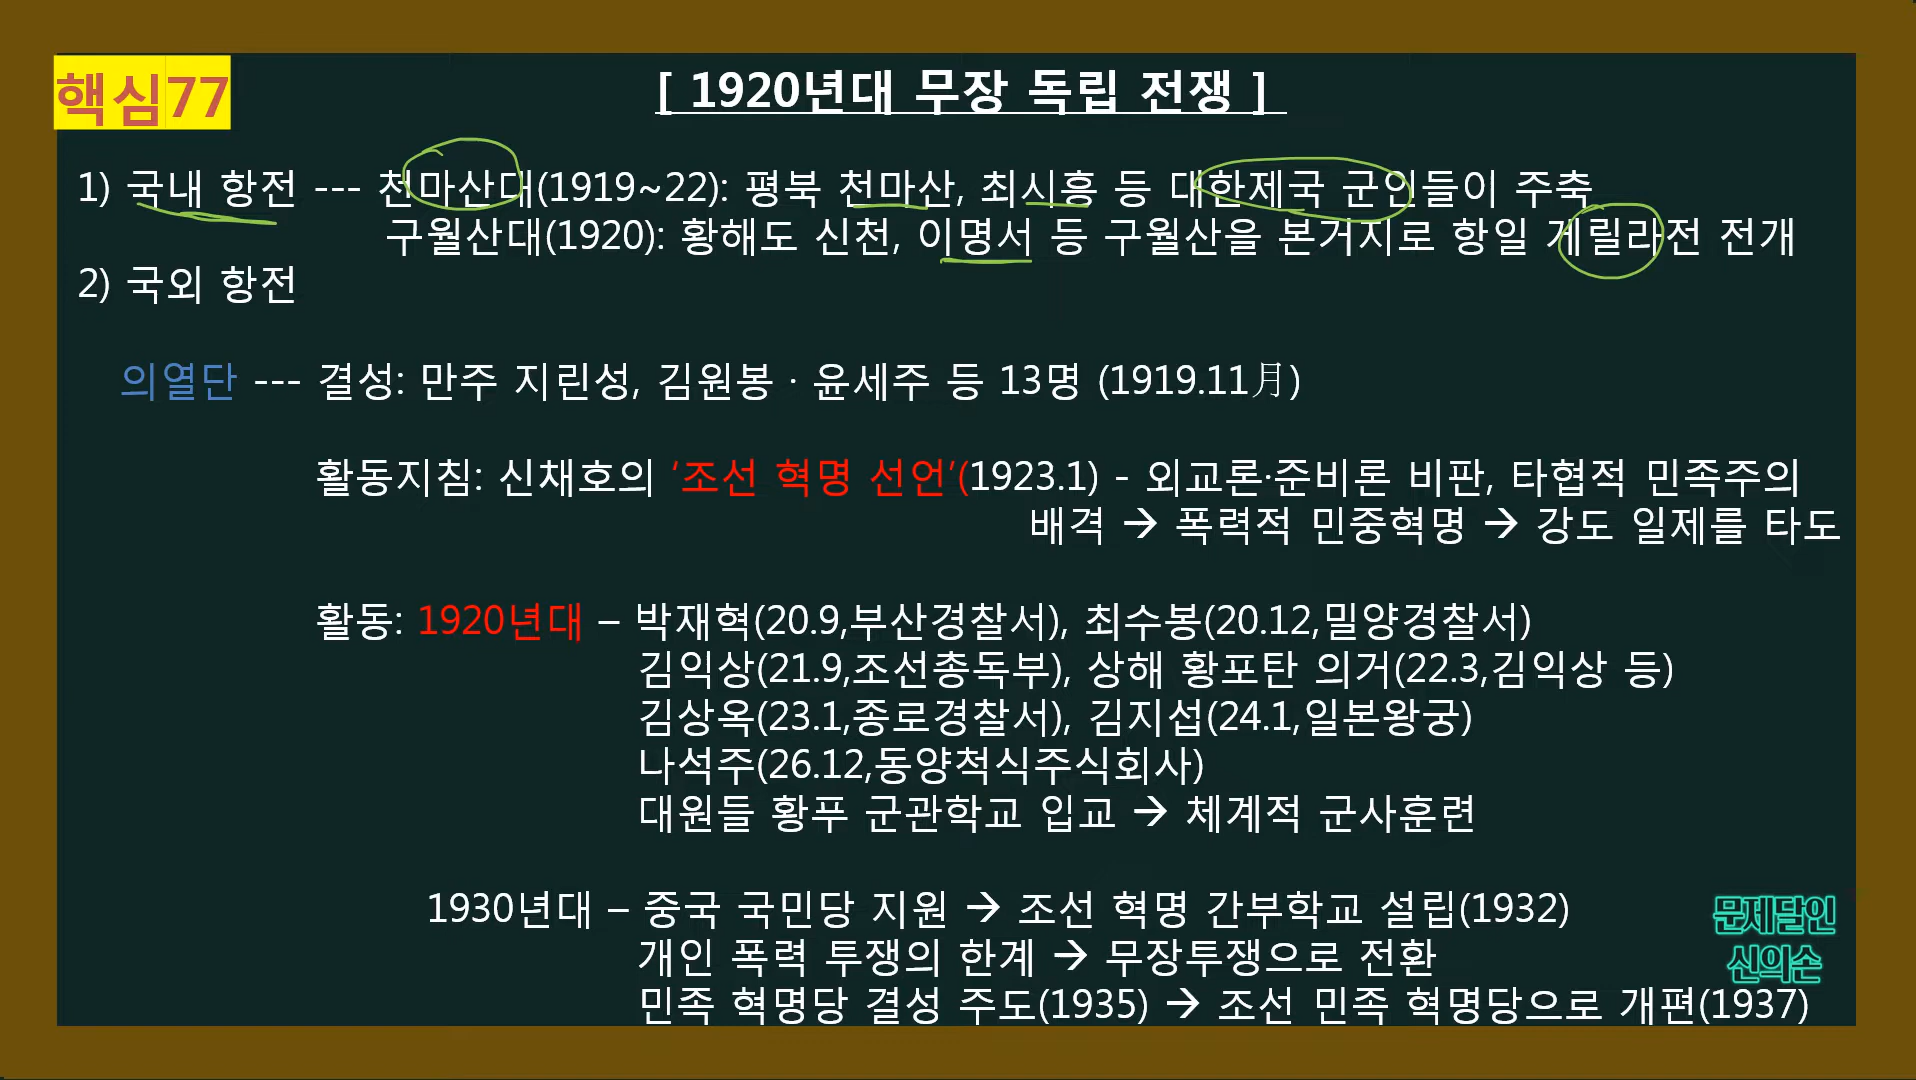 핵심77
[ 1920년대 무장 독립 전쟁 ]
1) 국내 항전 --- 천마산대(1919~22): 평북 천마산, 최시흥 등 대한제국 군인들이 주축
구월산대(1920): 황해도 신천, 이명서 등 구월산을 본거지로 항일 게릴라전 전개
2) 국외 항전
의열단 --- 결성: 만주 지린성, 김원봉 · 윤세주 등 13명 (1919.11月)
활동지침: 신채호의 ‘조선 혁명 선언’(1923.1) - 외교론·준비론 비판, 타협적 민족주의
배격 → 폭력적 민중혁명 → 강도 일제를 타도
활동: 1920년대 – 박재혁(20.9,부산경찰서), 최수봉(20.12,밀양경찰서)
김익상(21.9,조선총독부), 상해 황포탄 의거(22.3,김익상 등)
김상옥(23.1,종로경찰서), 김지섭(24.1,일본왕궁)
나석주(26.12,동양척식주식회사)
대원들 황푸 군관학교 입교 → 체계적 군사훈련
1930년대 – 중국 국민당 지원 → 조선 혁명 간부학교 설립(1932)
개인 폭력 투쟁의 한계 → 무장투쟁으로 전환
민족 혁명당 결성 주도(1935) → 조선 민족 혁명당으로 개편(1937)
문제달인
신의손